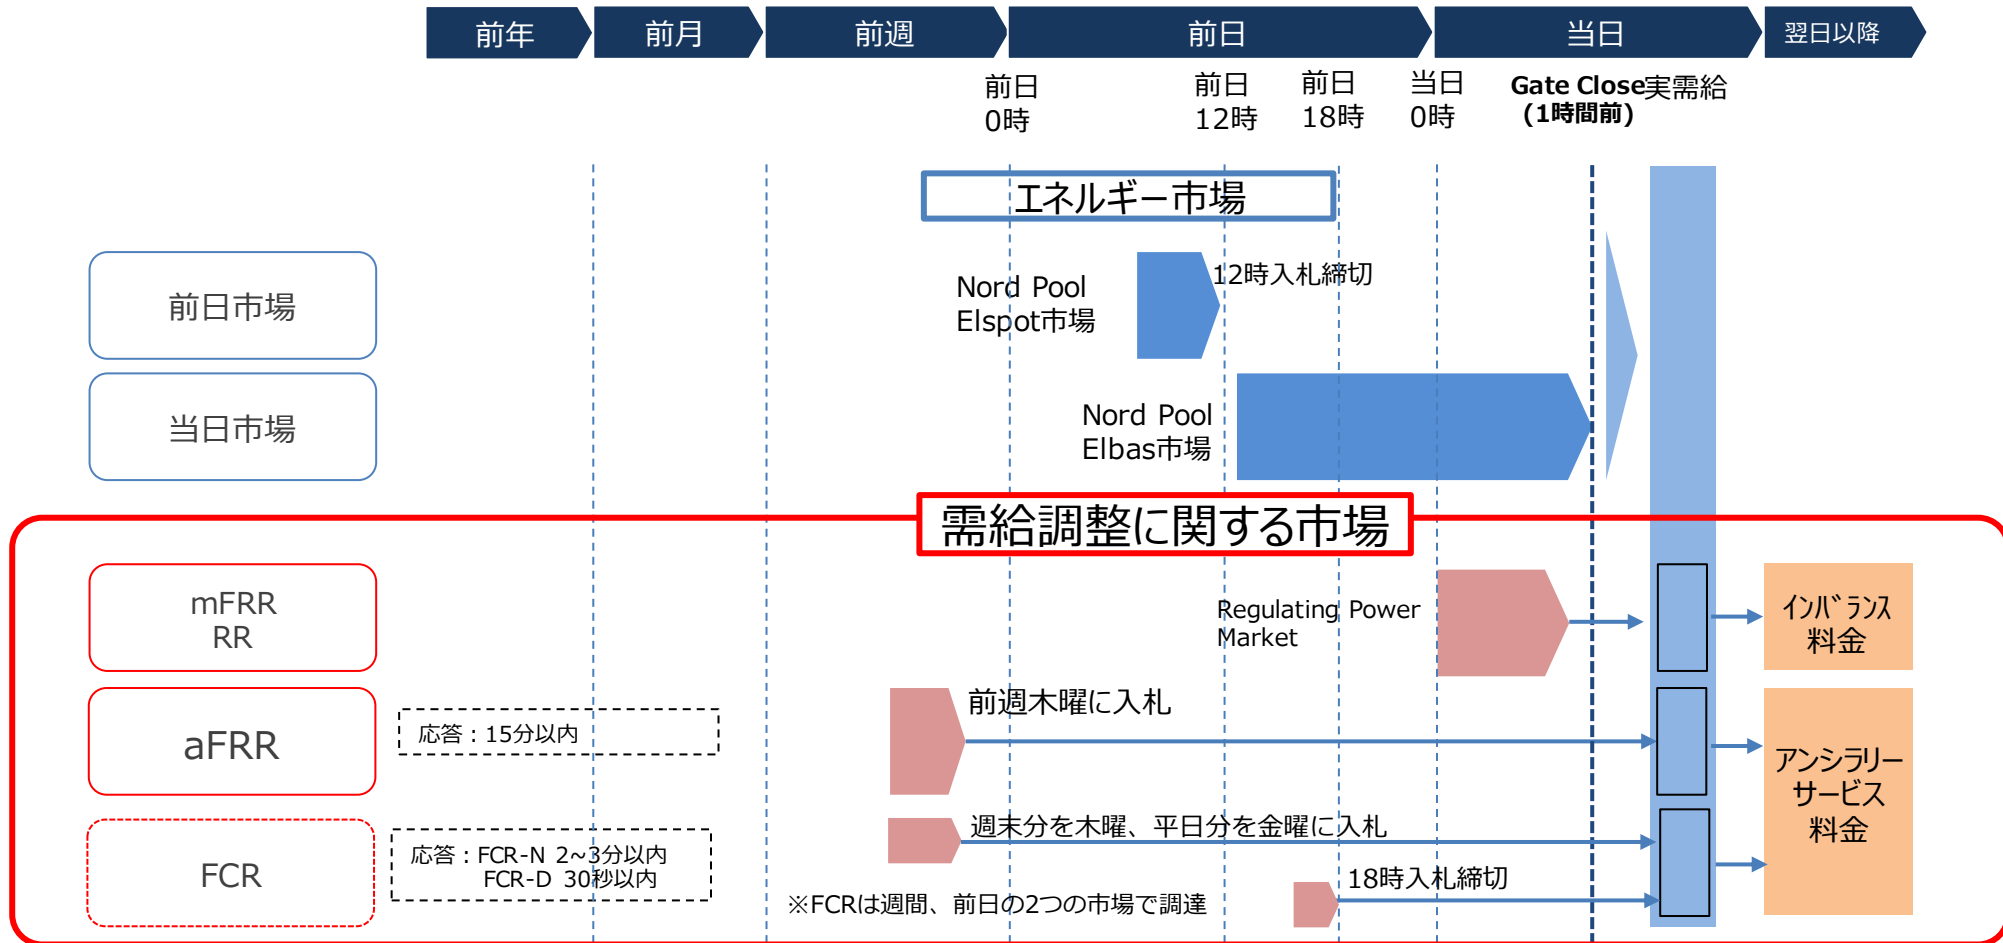 前年
前月
前週
前日
当日
翌日以降
前日
0時
前日
12時
前日
18時
当日
0時
Gate Close
(1時間前)
実需給
エネルギー市場
前日市場
Nord Pool
Elspot市場
12時入札締切
当日市場
Nord Pool
Elbas市場
需給調整に関する市場
mFRR
RR
Regulating Power
Market
インバランス
料金
aFRR
応答：15分以内
前週木曜に入札
アンシラリー
サービス
料金
FCR
応答：FCR-N 2~3分以内
FCR-D 30秒以内
週末分を木曜、平日分を金曜に入札
18時入札締切
※FCRは週間、前日の2つの市場で調達